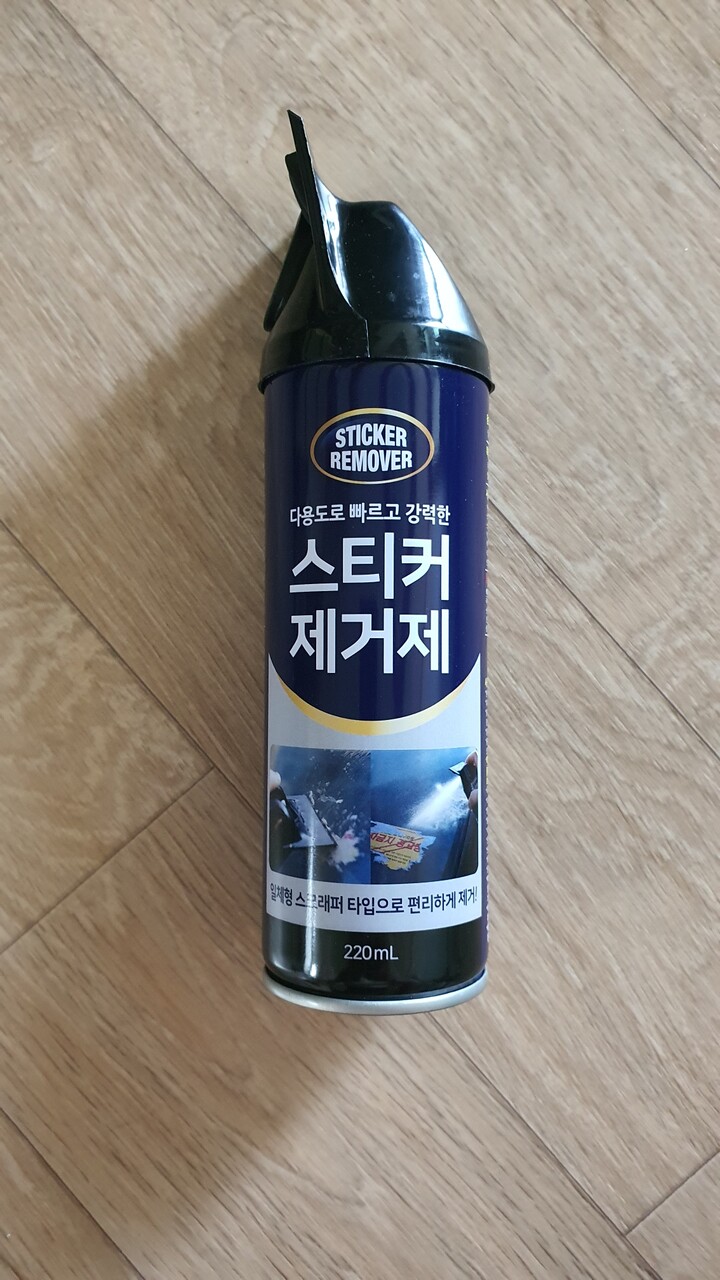 STICKER
REMOVER
다용도로 빠르고 강력한
스티커
제거제
일체형 스크래퍼 타입으로 편리하게 제거!
220mL